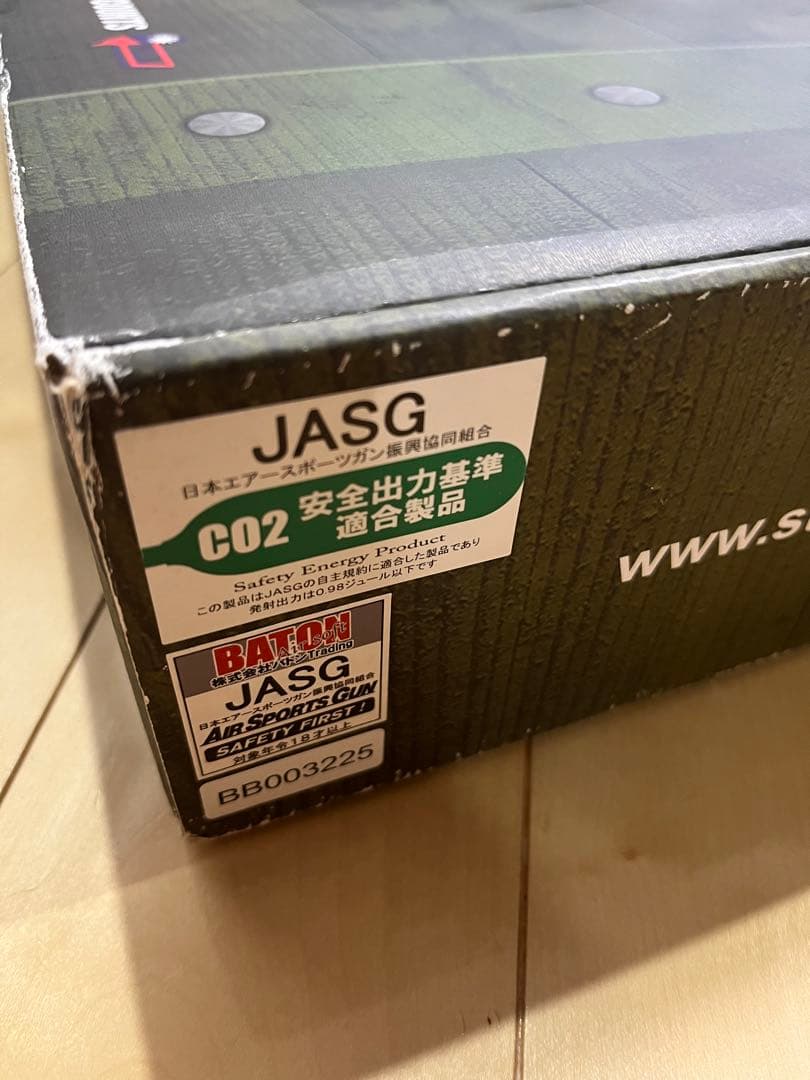 JASG
日本エアースポーツガン振興協同組合
CO2 安全出力基準
適合製品
Safety Energy Product
この製品はJASGの自主規約に適合した製品であり
発射出力は0.98ジュール以下です
BATON
Airsoft
株式会社バトンTrading
JASG
日本エアースポーツガン振興協同組合
AIR SPORTS GUN
SAFETY FIRST!
対象年令18才以上
BB003225
www.s